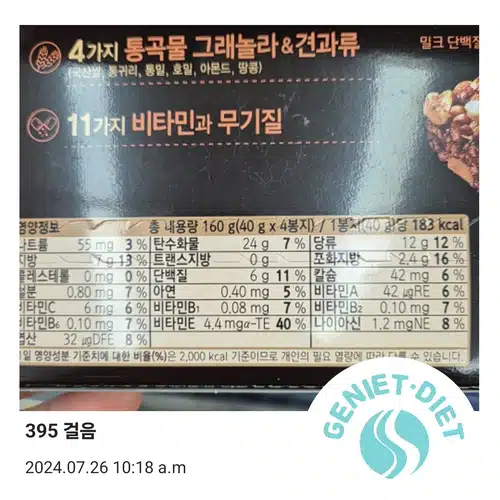 4가지 통곡물 그래놀라&견과류
(국산쌀, 통귀리, 통밀, 호밀, 아몬드, 땅콩)
밀크 단백질
11가지 비타민과 무기질
영양정보 총 내용량 160 g(40 g x 4봉지) / 1봉지(40 g)당 183 kcal
나트륨 55 mg 3 % 탄수화물 24 g 7 % 당류 12 g 12 %
지방 7 g 13 % 트랜스지방 0 g 포화지방 2.4 g 16 %
콜레스테롤 0 mg 0 % 단백질 6 g 11 % 칼슘 42 mg 6 %
철분 0.80 mg 7 % 아연 0.40 mg 5 % 비타민A 42 μgRE 6 %
비타민C 6 mg 6 % 비타민B1 0.08 mg 7 % 비타민B2 0.10 mg 7 %
비타민B6 0.10 mg 7 % 비타민E 4.4 mgα-TE 40 % 나이아신 1.2 mgNE 8 %
엽산 32 μgDFE 8 %
1일 영양성분 기준치에 대한 비율(%)은 2,000 kcal 기준이므로 개인의 필요 열량에 따라 다를 수 있습니다.
GENIET·DIET
395 걸음
2024.07.26 10:18 a.m